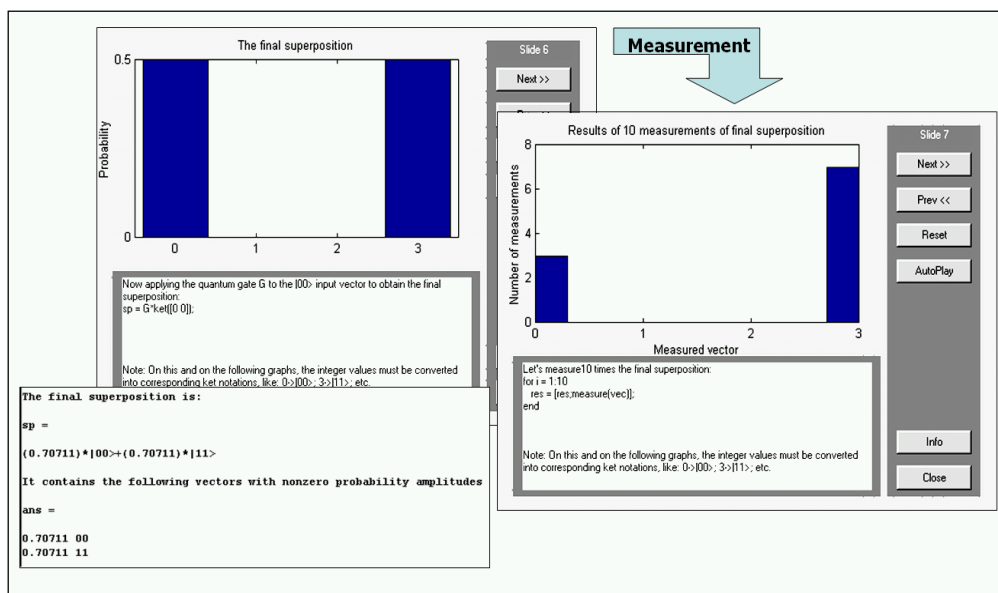 The final superposition
0.5
0
Probability
0 1 2 3
Slide 6
Next >>
Now applying the quantum gate G to the |00> input vector to obtain the final
superposition:
sp = G*ket([0 0]);
Note: On this and on the following graphs, the integer values must be converted
into corresponding ket notations, like: 0->|00>; 3->|11>; etc.
The final superposition is:
sp =
(0.70711)*|00>+(0.70711)*|11>
It contains the following vectors with nonzero probability amplitudes
ans =
0.70711 00
0.70711 11
Measurement
Results of 10 measurements of final superposition
8
6
4
2
0
Number of measurements
0 1 2 3
Measured vector
Slide 7
Next >>
Prev <<
Reset
AutoPlay
Let's measure10 times the final superposition:
for i = 1:10
res = [res;measure(vec)];
end
Note: On this and on the following graphs, the integer values must be converted
into corresponding ket notations, like: 0->|00>; 3->|11>; etc.
Info
Close